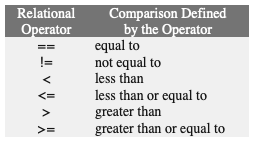 Relational Comparison Defined
Operator by the Operator
== equal to
!= not equal to
< less than
<= less than or equal to
> greater than
>= greater than or equal to